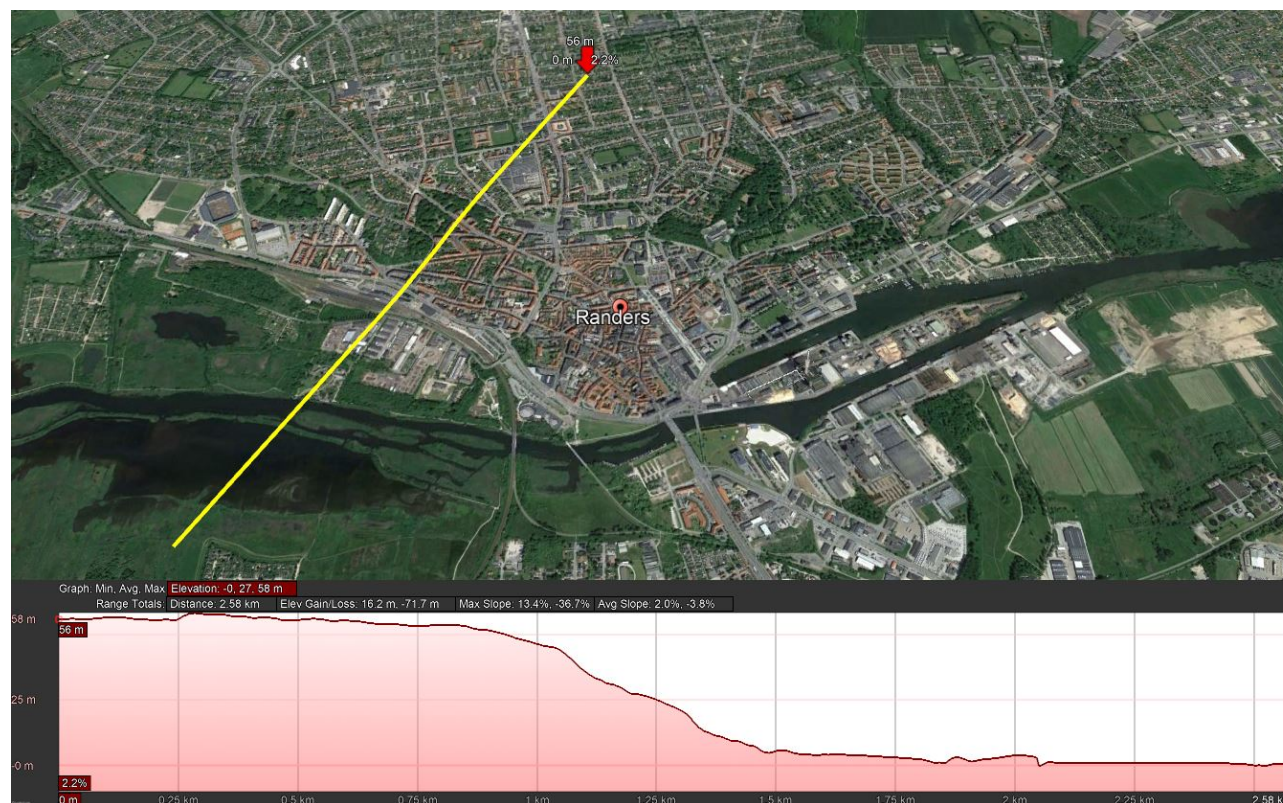 56 m
0 m 2.2%
Randers
Graph: Min, Avg, Max Elevation: -0, 27, 58 m
Range Totals: Distance: 2.58 km Elev Gain/Loss: 16.2 m, -71.7 m Max Slope: 13.4%, -36.7% Avg Slope: 2.0%, -3.8%
58 m
56 m
25 m
-0 m
2.2%
0 m 0.25 km 0.5 km 0.75 km 1 km 1.25 km 1.5 km 1.75 km 2 km 2.25 km 2.58